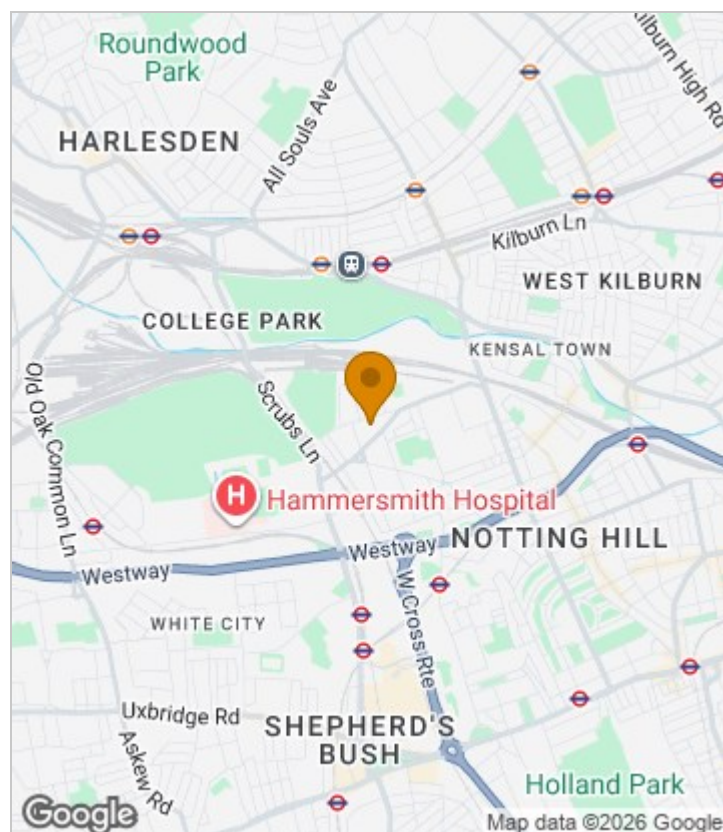 Roundwood
Park
Kilburn High Rd
HARLESDEN
All Souls Ave
Kilburn Ln
WEST KILBURN
COLLEGE PARK
KENSAL TOWN
Old Oak Common Ln
Scrubs Ln
H
Hammersmith Hospital
Westway
NOTTING HILL
Westway
W Cross Rte
WHITE CITY
Uxbridge Rd
SHEPHERD'S
BUSH
Askew Rd
Holland Park
Google
Map data ©2026 Google